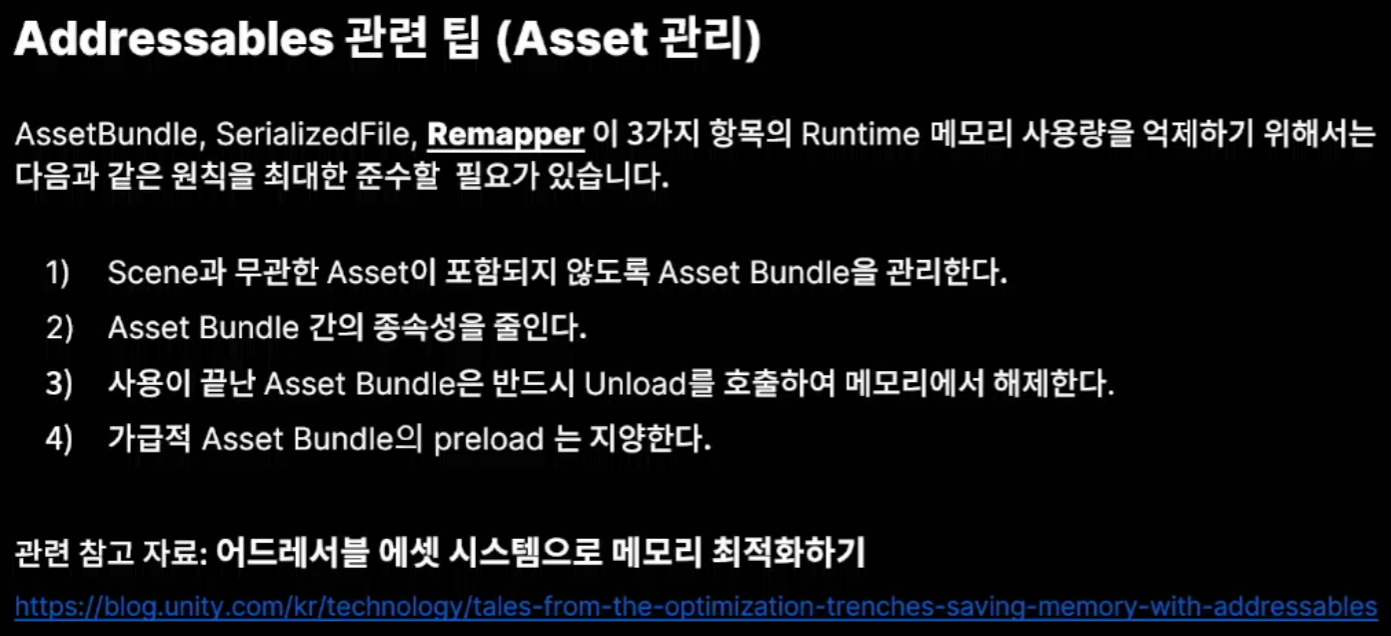 Addressables 관련 팁 (Asset 관리)
AssetBundle, SerializedFile, Remapper 이 3가지 항목의 Runtime 메모리 사용량을 억제하기 위해서는
다음과 같은 원칙을 최대한 준수할 필요가 있습니다.
1) Scene과 무관한 Asset이 포함되지 않도록 Asset Bundle을 관리한다.
2) Asset Bundle 간의 종속성을 줄인다.
3) 사용이 끝난 Asset Bundle은 반드시 Unload를 호출하여 메모리에서 해제한다.
4) 가급적 Asset Bundle의 preload 는 지양한다.
관련 참고 자료: 어드레서블 에셋 시스템으로 메모리 최적화하기
https://blog.unity.com/kr/technology/tales-from-the-optimization-trenches-saving-memory-with-addressables